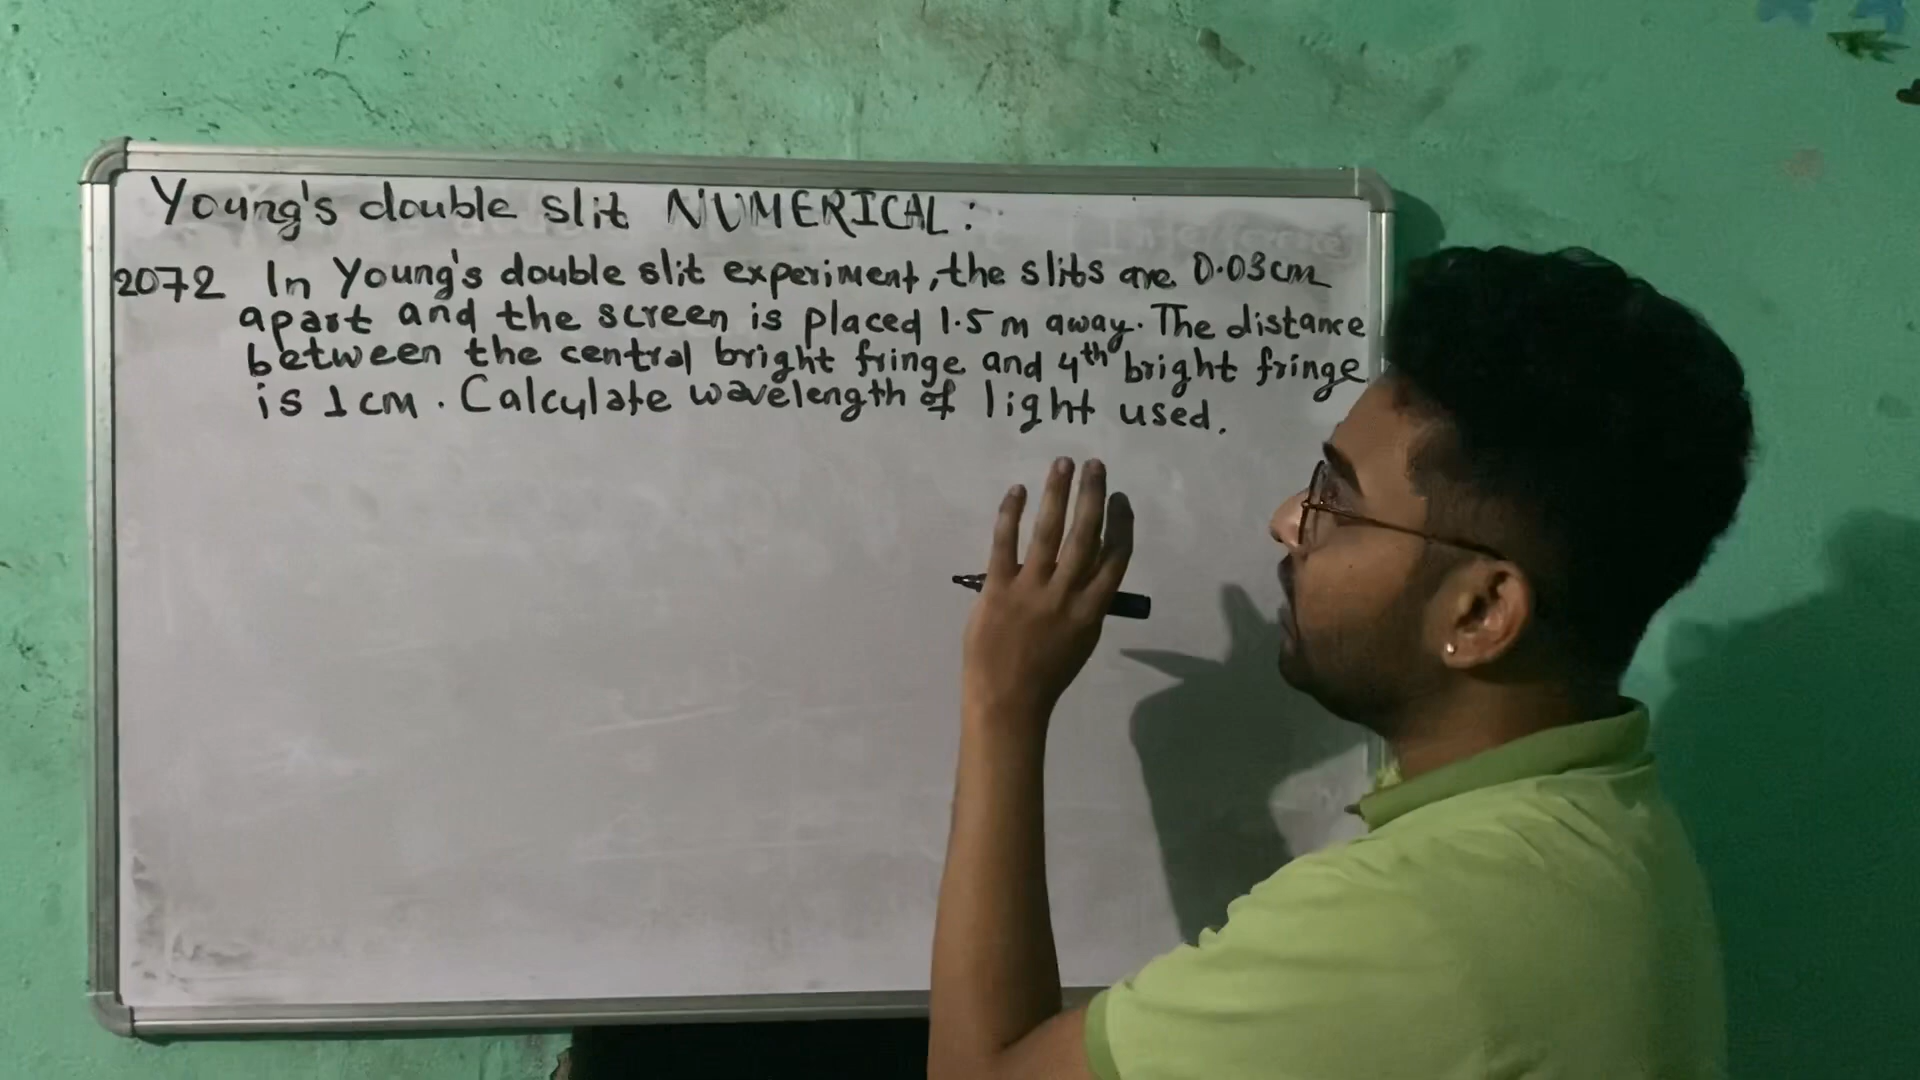 Young's double slit NUMERICAL:
2072 In Young's double slit experiment, the slits are 0.03cm
apart and the screen is placed 1.5 m away. The distance
between the central bright fringe and 4th bright fringe
is 1 cm. Calculate wavelength of light used.